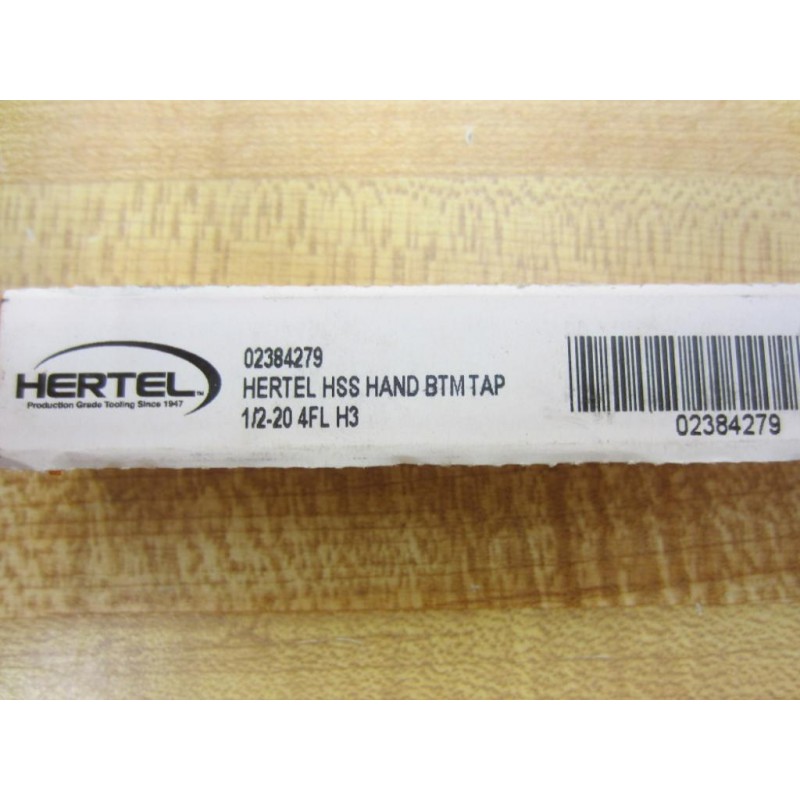 HERTEL
Production Grade Tooling Since 1947
02384279
HERTEL HSS HAND BTM TAP
1/2-20 4FL H3
02384279